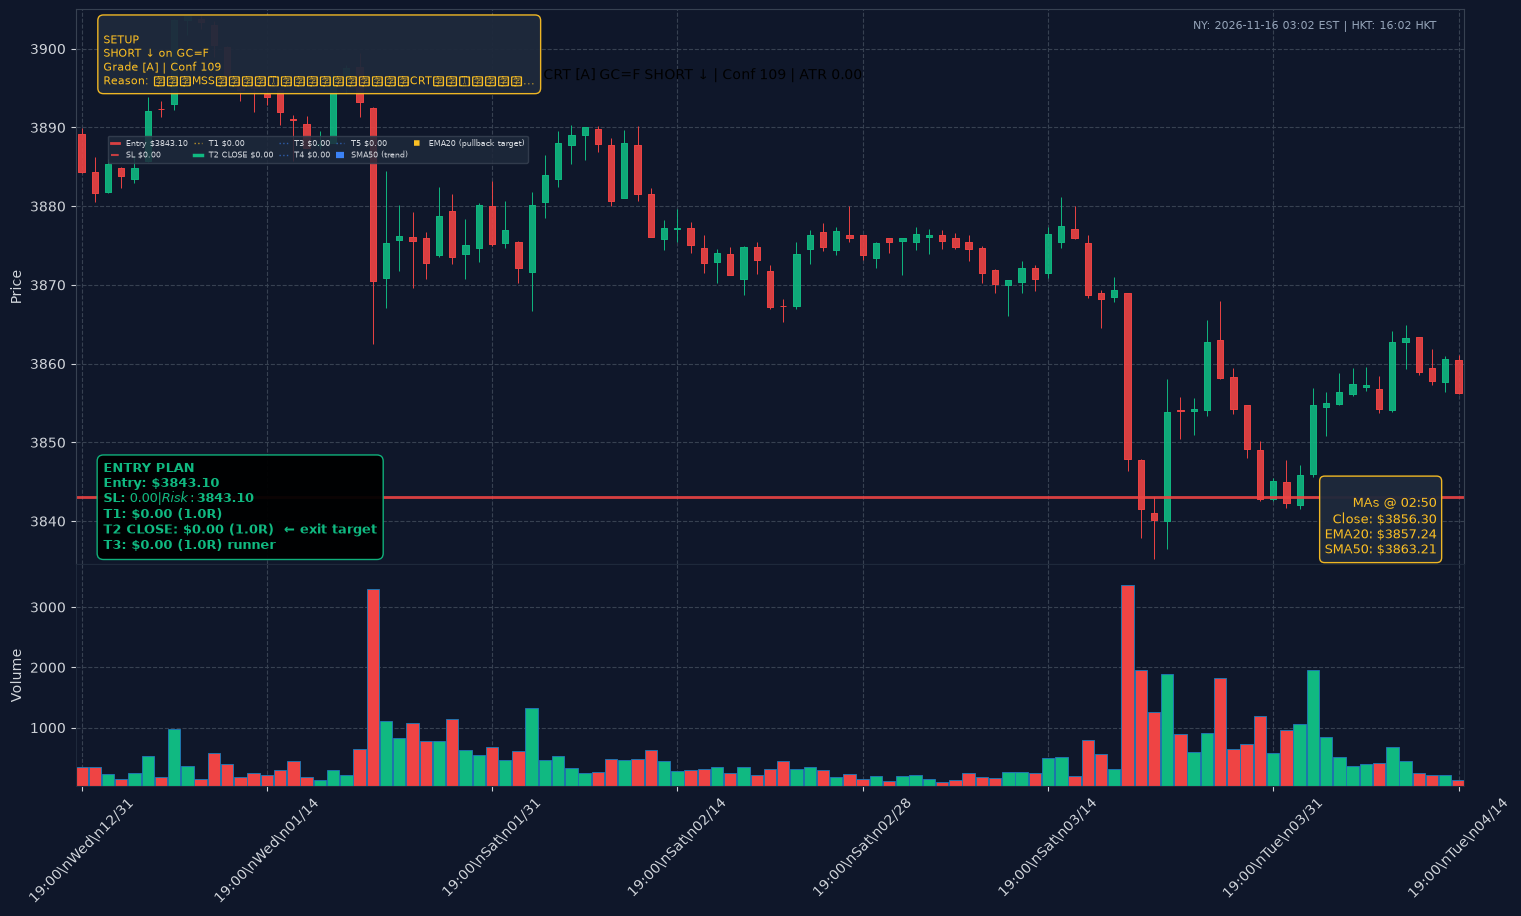 NY: 2026-11-16 03:02 EST | HKT: 16:02 HKT
SETUP
SHORT ↓ on GC=F
Grade [A] | Conf 109
Reason: MSS CRT ...
CRT [A] GC=F SHORT ↓ | Conf 109 | ATR 0.00
Entry $3843.10 T1 $0.00 T3 $0.00 T5 $0.00 EMA20 (pullback target)
SL $0.00 T2 CLOSE $0.00 T4 $0.00 SMA50 (trend)
Price
3900
3890
3880
3870
3860
3850
3840
ENTRY PLAN
Entry: $3843.10
SL: 0.00|Risk: $3843.10
T1: $0.00 (1.0R)
T2 CLOSE: $0.00 (1.0R) ← exit target
T3: $0.00 (1.0R) runner
MAs @ 02:50
Close: $3856.30
EMA20: $3857.24
SMA50: $3863.21
Volume
3000
2000
1000
19:00\nWed\n12/31
19:00\nWed\n01/14
19:00\nSat\n01/31
19:00\nSat\n02/14
19:00\nSat\n02/28
19:00\nSat\n03/14
19:00\nTue\n03/31
19:00\nTue\n04/14